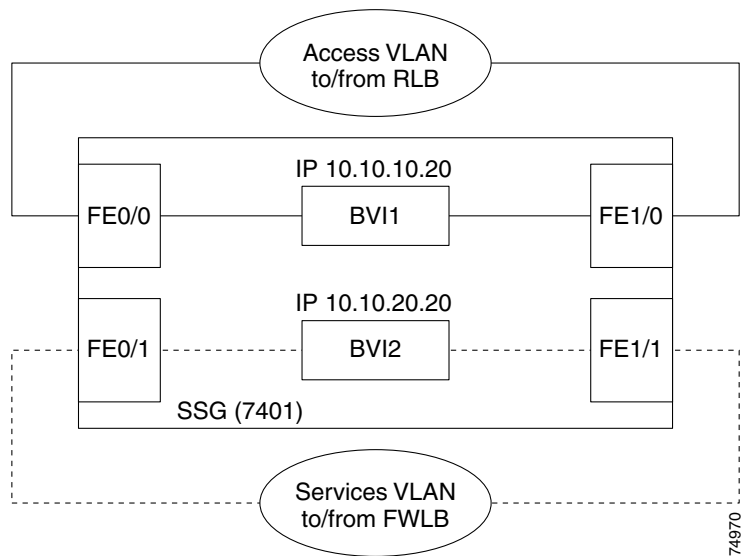 Access VLAN
to/from RLB
IP 10.10.10.20
FE0/0
BVI1
FE1/0
IP 10.10.20.20
FE0/1
BVI2
FE1/1
SSG (7401)
Services VLAN
to/from FWLB
74970